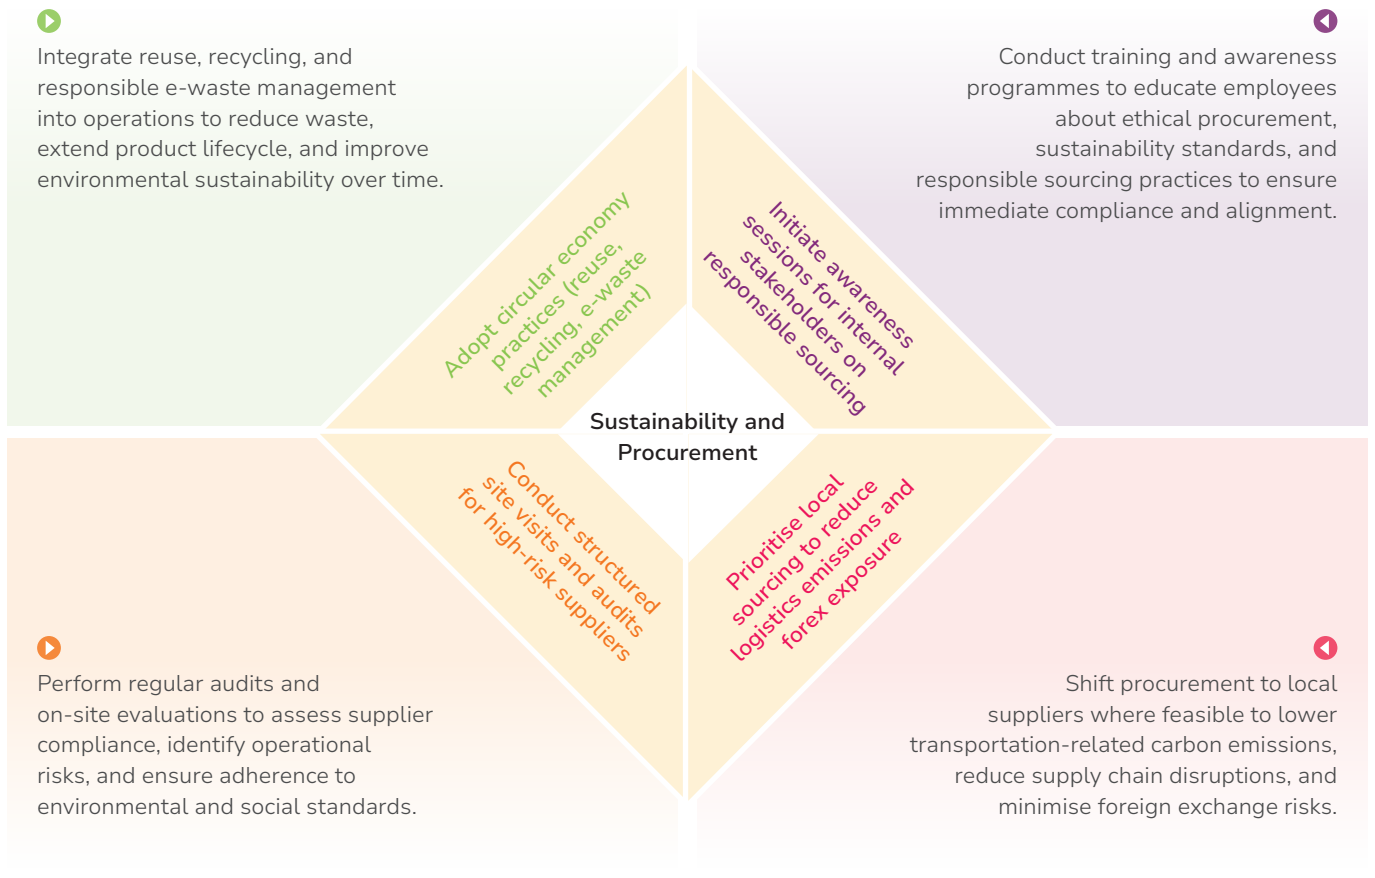 Integrate reuse, recycling, and
responsible e-waste management
into operations to reduce waste,
extend product lifecycle, and improve
environmental sustainability over time.
Conduct training and awareness
programmes to educate employees
about ethical procurement,
sustainability standards, and
responsible sourcing practices to ensure
immediate compliance and alignment.
Adopt circular economy
practices (reuse,
recycling, e-waste
management)
Initiate awareness
sessions for internal
stakeholders on
responsible sourcing
Sustainability and
Procurement
Conduct structured
site visits and audits
for high-risk suppliers
Prioritise local
sourcing to reduce
logistics emissions and
forex exposure
Perform regular audits and
on-site evaluations to assess supplier
compliance, identify operational
risks, and ensure adherence to
environmental and social standards.
Shift procurement to local
suppliers where feasible to lower
transportation-related carbon emissions,
reduce supply chain disruptions, and
minimise foreign exchange risks.